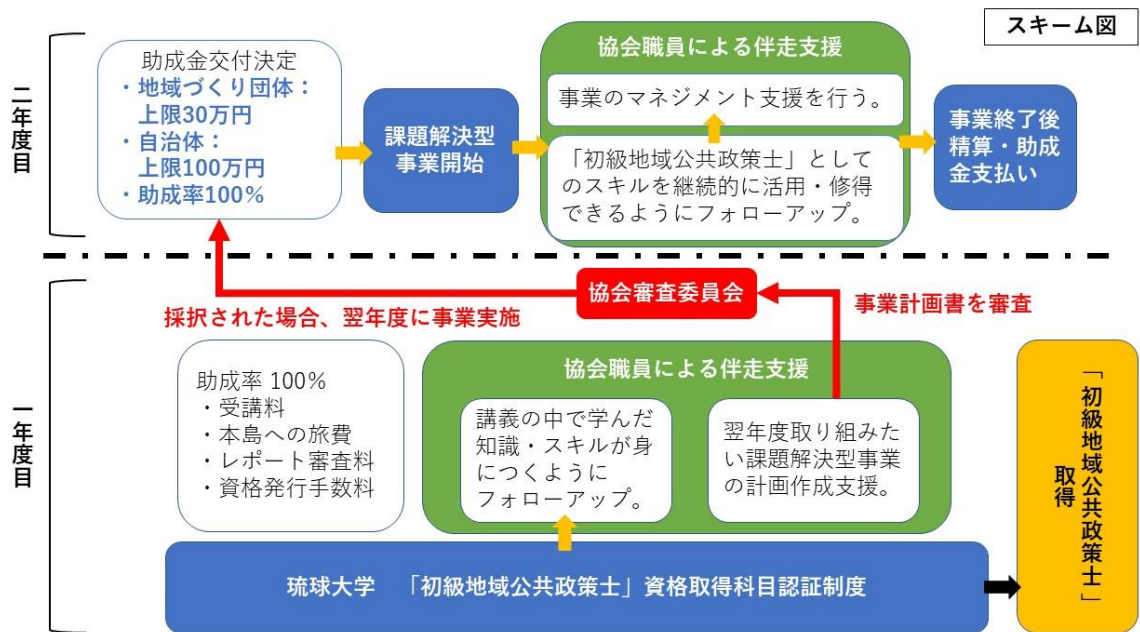 スキーム図
二年度目
助成金交付決定
・地域づくり団体：
上限30万円
・自治体：
上限100万円
・助成率100%
課題解決型
事業開始
協会職員による伴走支援
事業のマネジメント支援を行う。
「初級地域公共政策士」として
のスキルを継続的に活用・修得
できるようにフォローアップ。
事業終了後
精算・助成
金支払い
協会審査委員会
採択された場合、翌年度に事業実施
事業計画書を審査
一年度目
助成率 100%
・受講料
・本島への旅費
・レポート審査料
・資格発行手数料
協会職員による伴走支援
講義の中で学んだ
知識・スキルが身
につくように
フォローアップ。
翌年度取り組みた
い課題解決型事業
の計画作成支援。
琉球大学　「初級地域公共政策士」資格取得科目認証制度
「初級地域公共政策士」
取得